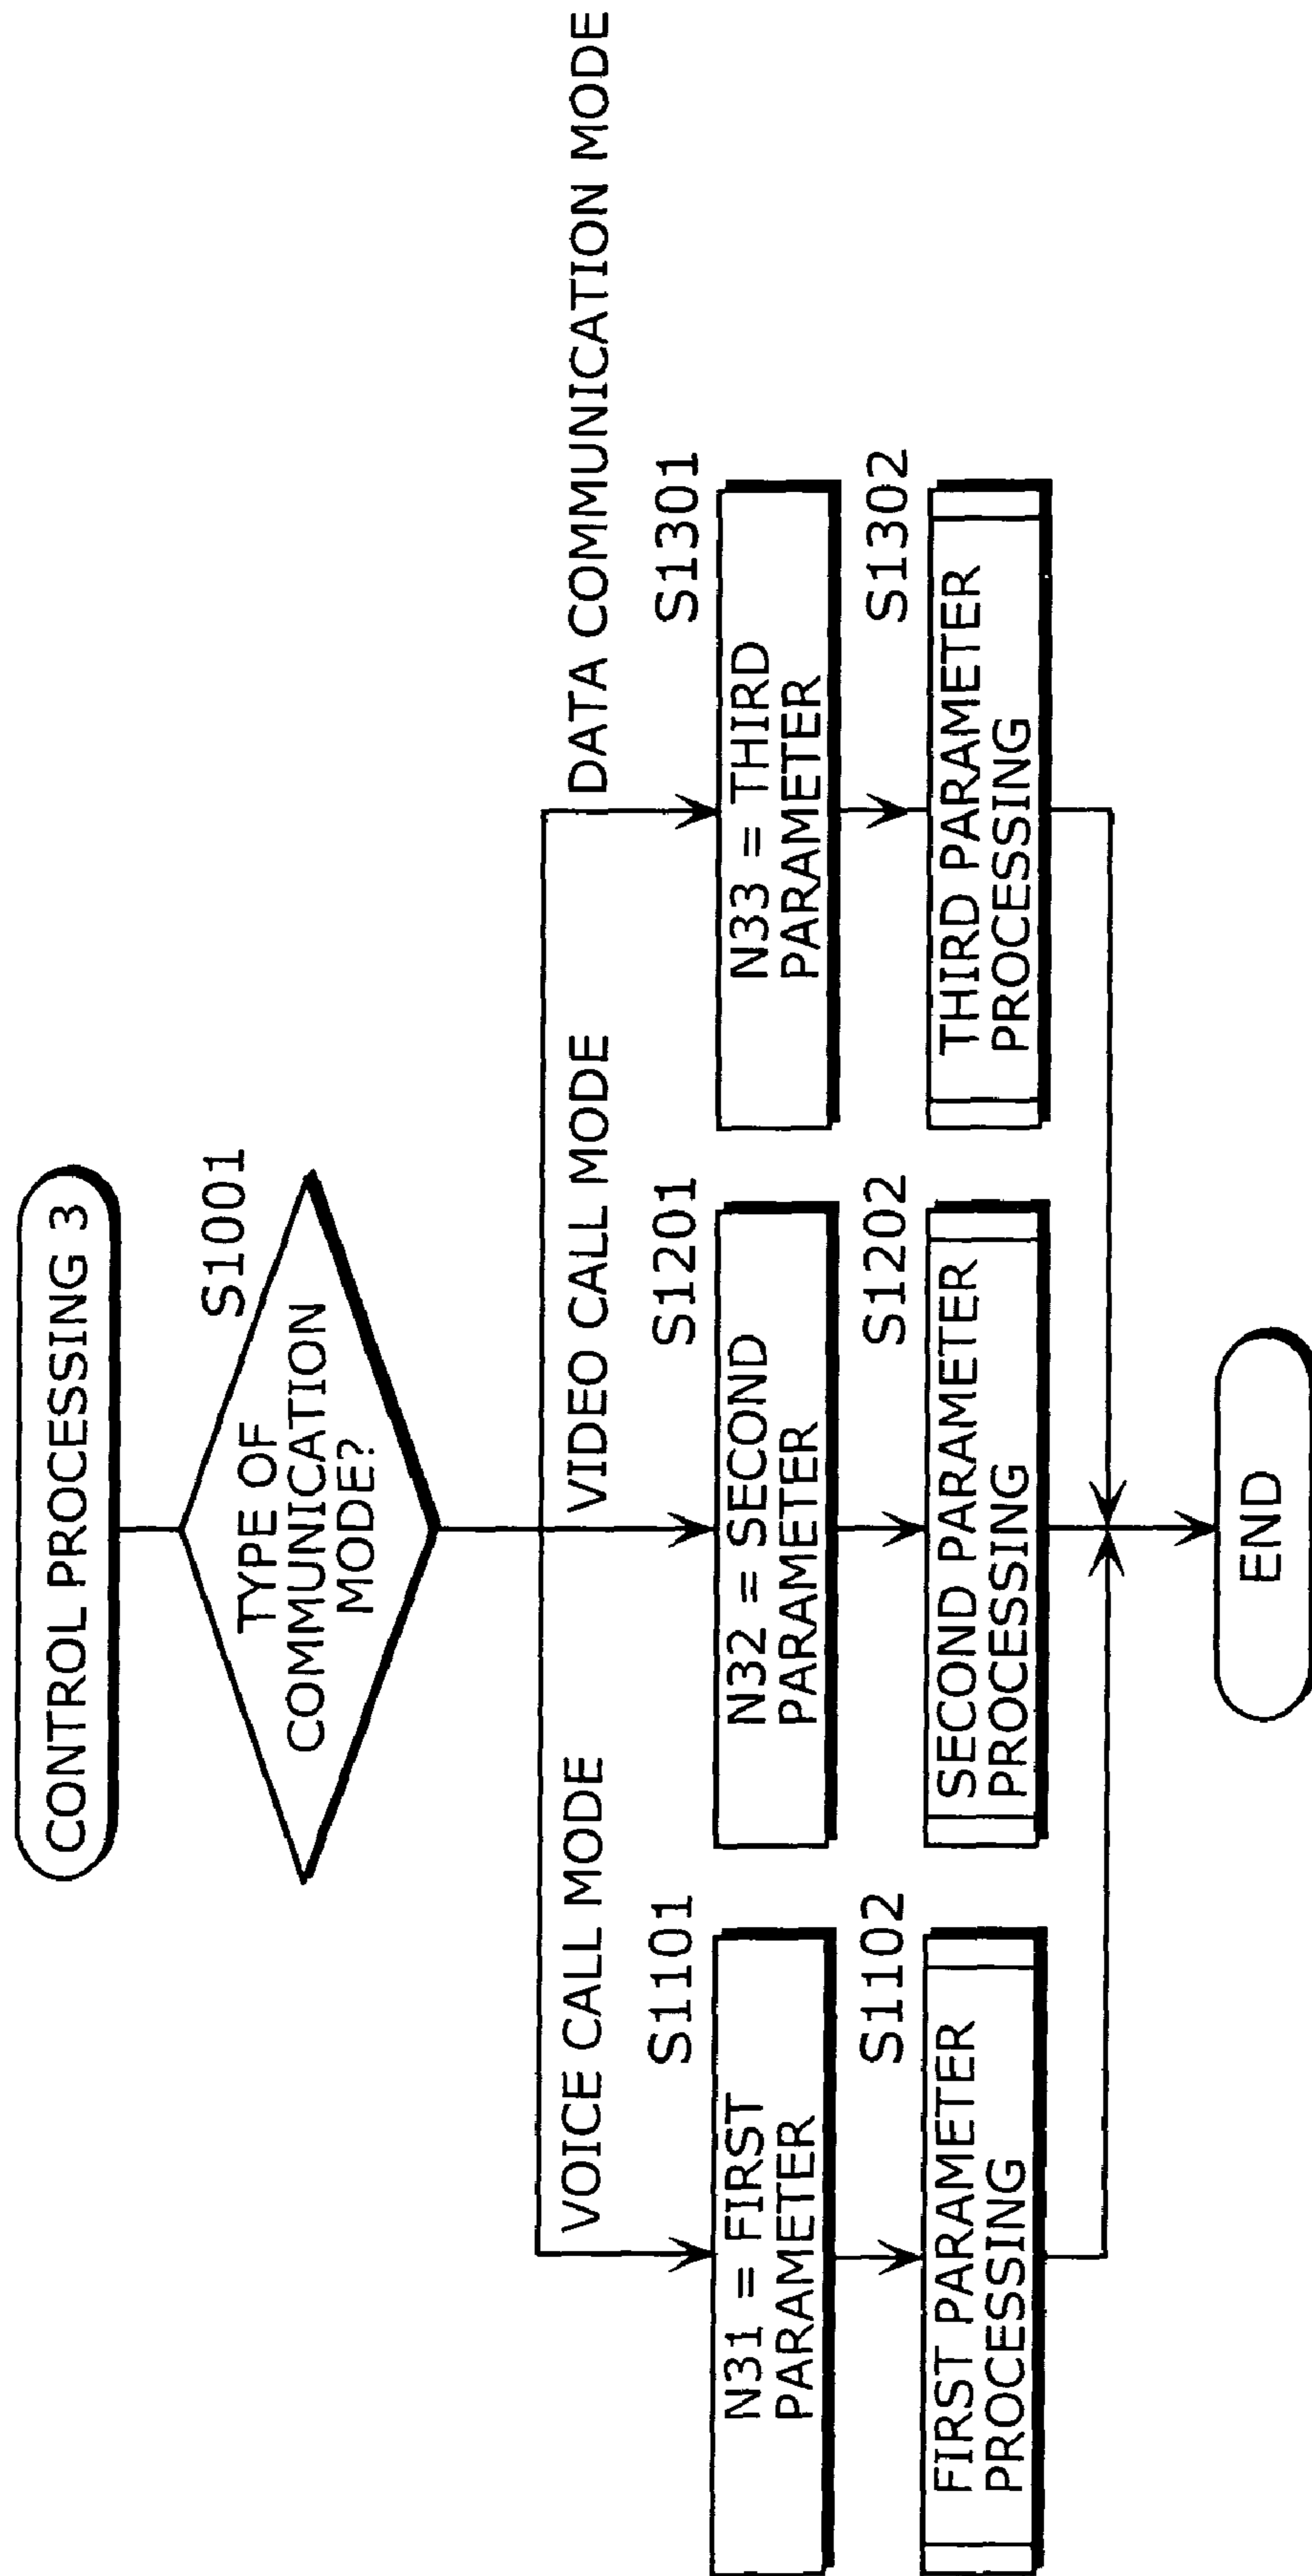 CONTROL PROCESSING 3
S1001
TYPE OF
COMMUNICATION
MODE?
VOICE CALL MODE
VIDEO CALL MODE
DATA COMMUNICATION MODE
S1101
N31 = FIRST
PARAMETER
S1201
N32 = SECOND
PARAMETER
S1301
N33 = THIRD
PARAMETER
S1102
FIRST PARAMETER
PROCESSING
S1202
SECOND PARAMETER
PROCESSING
S1302
THIRD PARAMETER
PROCESSING
END